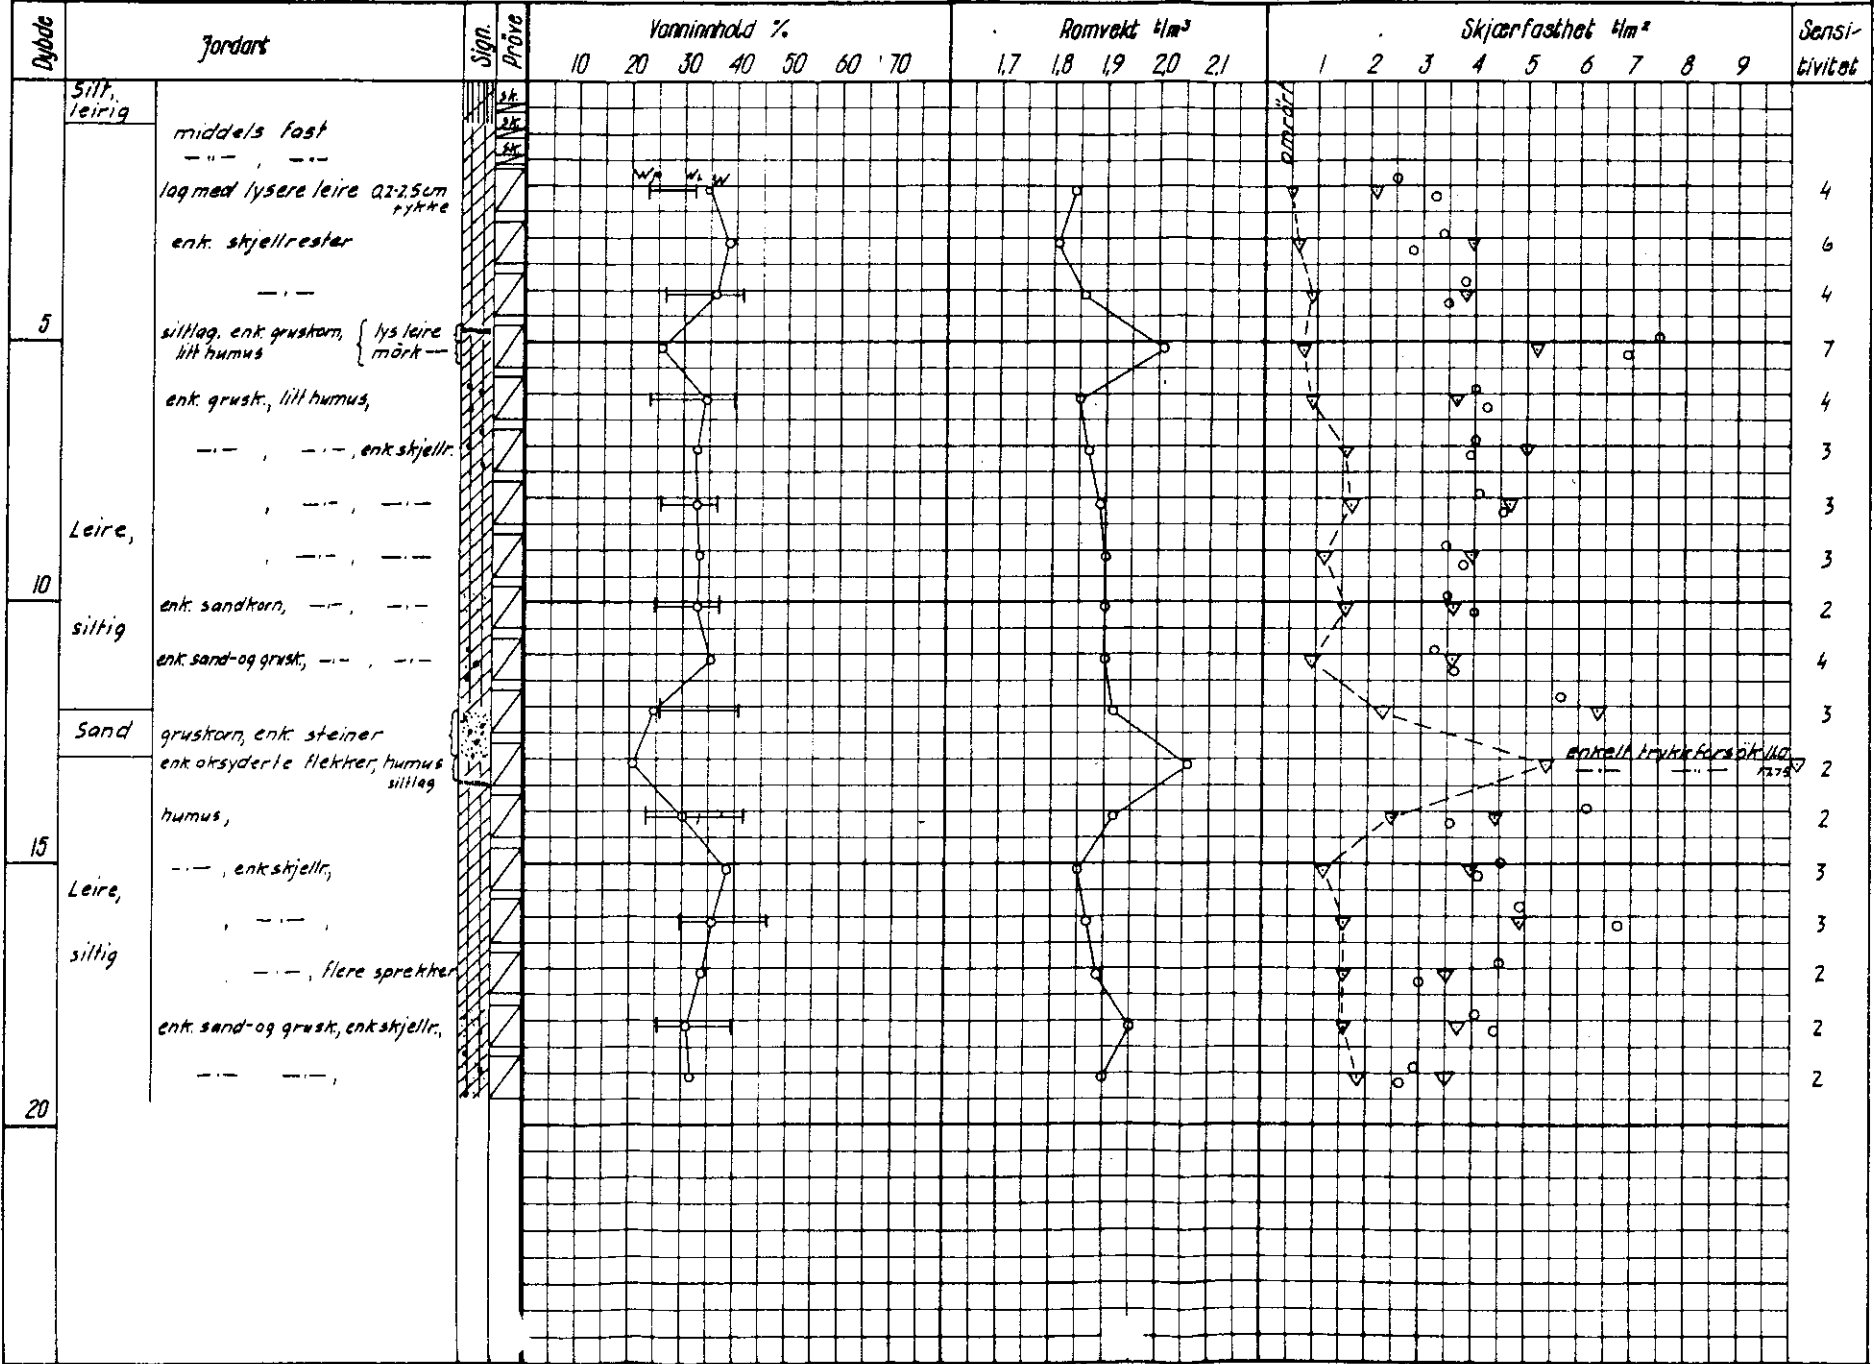 Dybde Jordart Sign. Pröve Vanninnhold % Romvekt t/m³ Skjærfasthet t/m² Sensi-
tivitet
10 20 30 40 50 60 70 1,7 1,8 1,9 2,0 2,1 1 2 3 4 5 6 7 8 9
Silt, sk.
leirig
middels fast sk.
—"— , —"— sk.
omrört
lag med lysere leire 0,2-2,5cm Wp WL W 4
tykke
enk. skjellrester 6
—"— 4
5 siltlag, enk. gruskorn, { lys leire
litt humus { mörk —"— 7
enk. grusk., litt humus, 4
—"— , —"— , enk skjellr. 3
, —"— , —"— 3
Leire,
, —"— , —"— 3
10
enk. sandkorn, —"— , —"— 2
siltig
enk. sand-og grusk, —"— , —"— 4
3
Sand gruskorn, enk. steiner
enk oksyderte flekker, humus enkelt trykkforsök 2
siltlag
humus, 2
15
—"— , enk skjellr, 3
Leire,
, —"— , 3
siltig
—"— , flere sprekker 2
enk. sand-og grusk, enk skjellr., 2
—"— —"— , 2
20